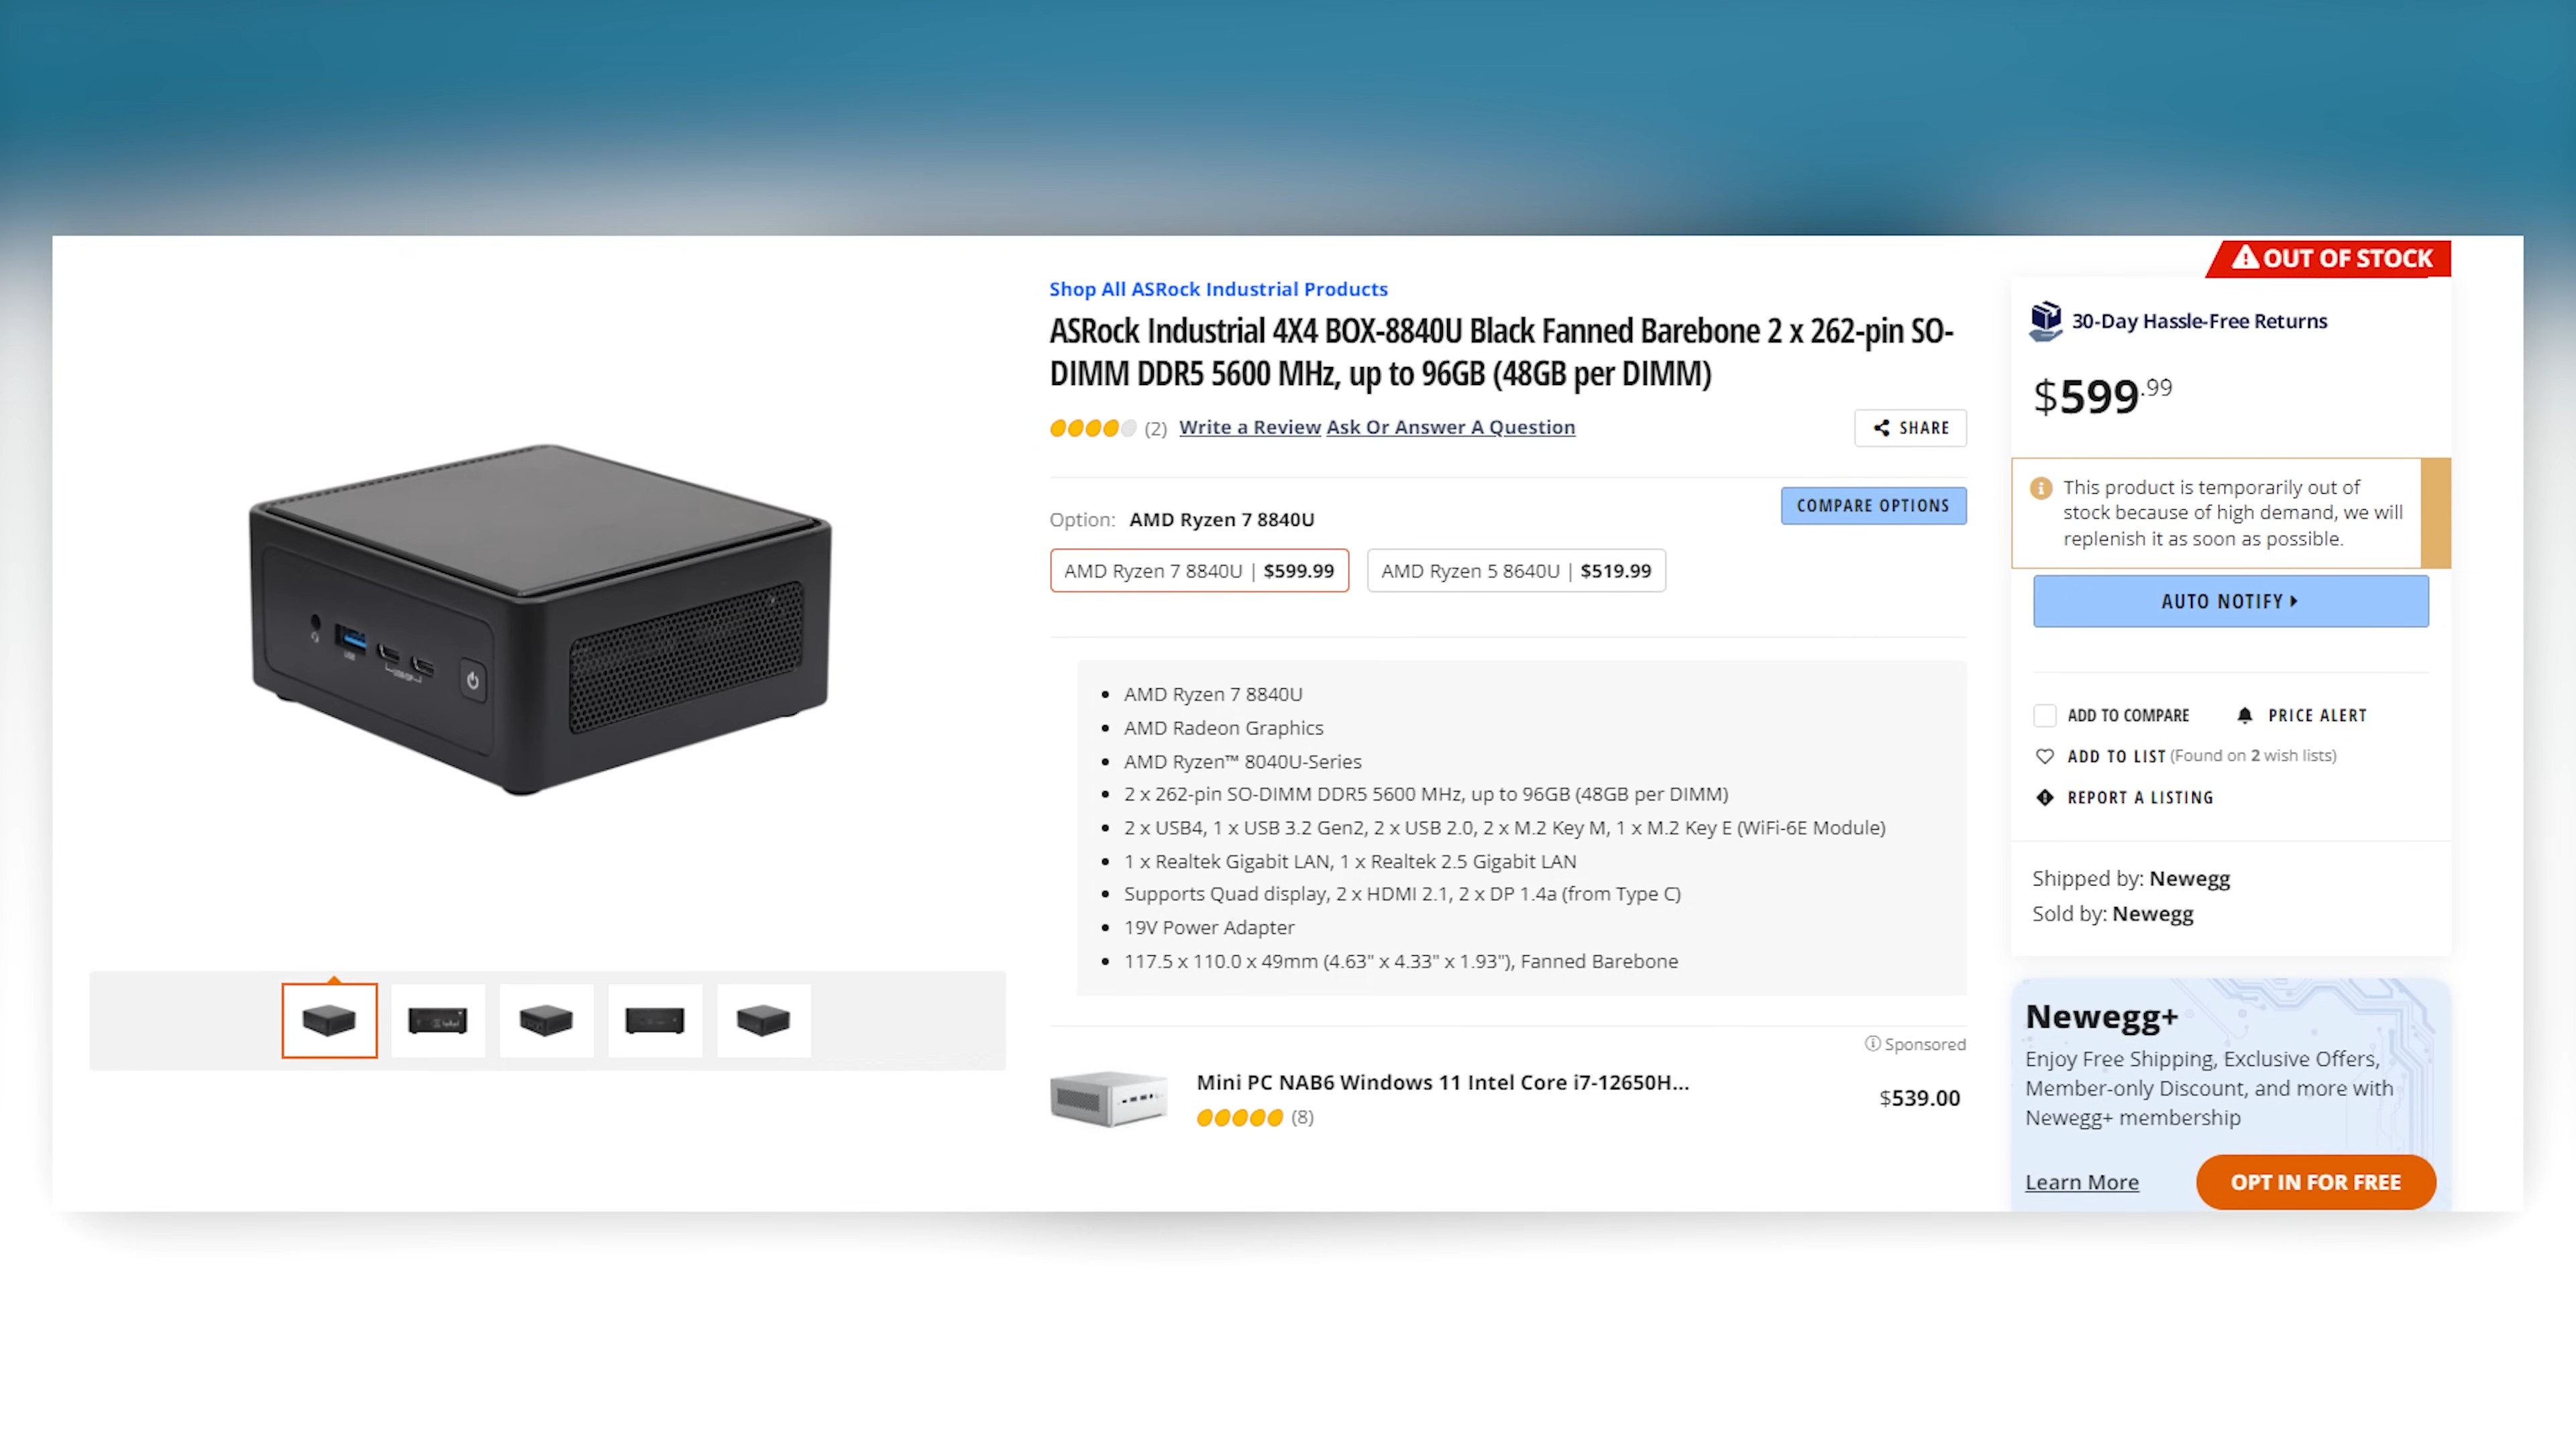 OUT OF STOCK
Shop All ASRock Industrial Products
ASRock Industrial 4X4 BOX-8840U Black Fanned Barebone 2 x 262-pin SO-
DIMM DDR5 5600 MHz, up to 96GB (48GB per DIMM)
(2) Write a Review Ask Or Answer A Question
SHARE
Option: AMD Ryzen 7 8840U
COMPARE OPTIONS
AMD Ryzen 7 8840U | $599.99
AMD Ryzen 5 8640U | $519.99
• AMD Ryzen 7 8840U
• AMD Radeon Graphics
• AMD Ryzen™ 8040U-Series
• 2 x 262-pin SO-DIMM DDR5 5600 MHz, up to 96GB (48GB per DIMM)
• 2 x USB4, 1 x USB 3.2 Gen2, 2 x USB 2.0, 2 x M.2 Key M, 1 x M.2 Key E (WiFi-6E Module)
• 1 x Realtek Gigabit LAN, 1 x Realtek 2.5 Gigabit LAN
• Supports Quad display, 2 x HDMI 2.1, 2 x DP 1.4a (from Type C)
• 19V Power Adapter
• 117.5 x 110.0 x 49mm (4.63" x 4.33" x 1.93"), Fanned Barebone
Sponsored
Mini PC NAB6 Windows 11 Intel Core i7-12650H...
(8)
$539.00
30-Day Hassle-Free Returns
$599.99
This product is temporarily out of
stock because of high demand, we will
replenish it as soon as possible.
AUTO NOTIFY
ADD TO COMPARE
PRICE ALERT
ADD TO LIST (Found on 2 wish lists)
REPORT A LISTING
Shipped by: Newegg
Sold by: Newegg
Newegg+
Enjoy Free Shipping, Exclusive Offers,
Member-only Discount, and more with
Newegg+ membership
Learn More
OPT IN FOR FREE